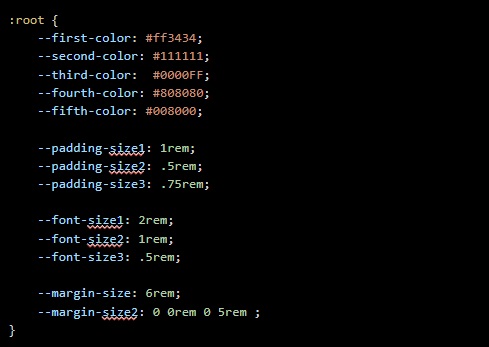 :root {
    --first-color: #ff3434;
    --second-color: #111111;
    --third-color:  #0000FF;
    --fourth-color: #808080;
    --fifth-color: #008000;

    --padding-size1: 1rem;
    --padding-size2: .5rem;
    --padding-size3: .75rem;

    --font-size1: 2rem;
    --font-size2: 1rem;
    --font-size3: .5rem;

    --margin-size: 6rem;
    --margin-size2: 0 0rem 0 5rem ;
}